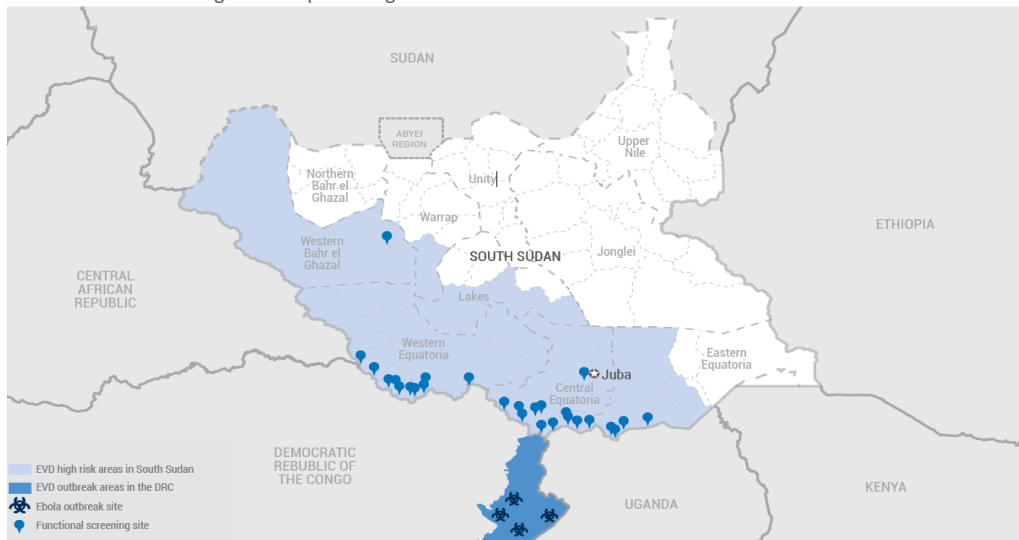 SUDAN
ABYEI
REGION
Upper
Nile
Northern
Bahr el
Ghazal
Unity
Warrap
ETHIOPIA
Western
Bahr el
Ghazal
SOUTH SUDAN
Jonglei
CENTRAL
AFRICAN
REPUBLIC
Lakes
Western
Equatoria
Eastern
Equatoria
Juba
Central
Equatoria
DEMOCRATIC
REPUBLIC OF
THE CONGO
UGANDA
KENYA
EVD high risk areas in South Sudan
EVD outbreak areas in the DRC
Ebola outbreak site
Functional screening site